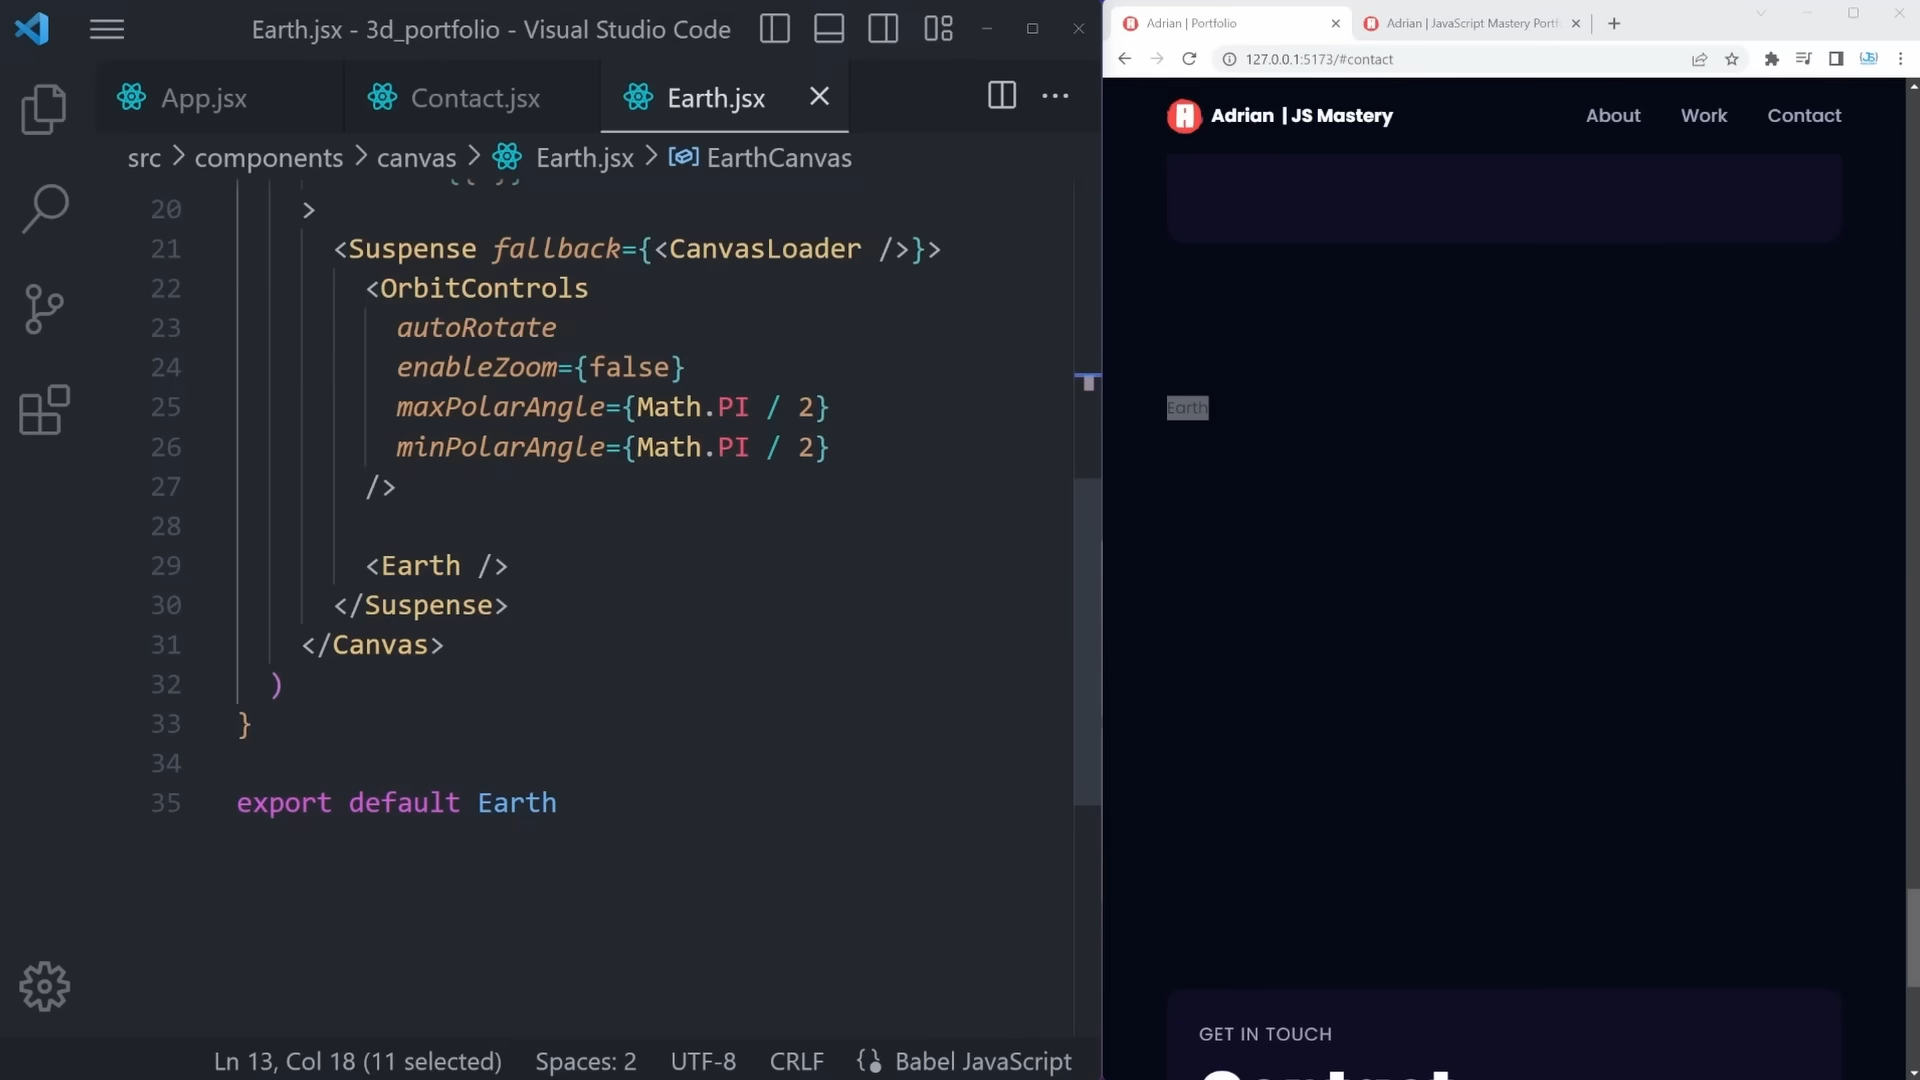 Earth.jsx - 3d_portfolio - Visual Studio Code
App.jsx
Contact.jsx
Earth.jsx
src > components > canvas > Earth.jsx > EarthCanvas
20 >
21 <Suspense fallback={<CanvasLoader />}>
22 <OrbitControls
23 autoRotate
24 enableZoom={false}
25 maxPolarAngle={Math.PI / 2}
26 minPolarAngle={Math.PI / 2}
27 />
28
29 <Earth />
30 </Suspense>
31 </Canvas>
32 )
33 }
34
35 export default Earth
Ln 13, Col 18 (11 selected)
Spaces: 2
UTF-8
CRLF
Babel JavaScript
Adrian | Portfolio
Adrian | JavaScript Mastery Portf
127.0.0.1:5173/#contact
Adrian | JS Mastery
About
Work
Contact
Earth
GET IN TOUCH